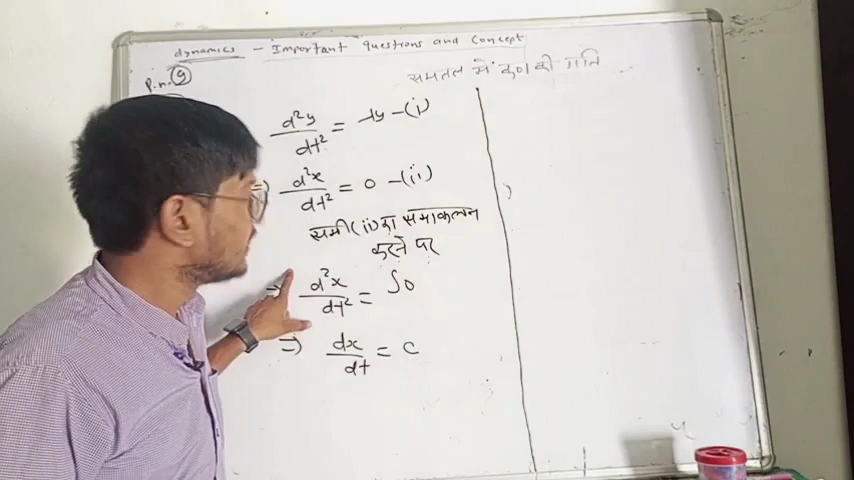 dynamics - Important questions and concept
P.n. 9
समतल में कण की गति
d²y/dt² = -λy - (i)
=> d²x/dt² = 0 - (ii)
समी (ii) का समाकलन
करने पर
=> d²x/dt² = ∫0
=> dx/dt = c